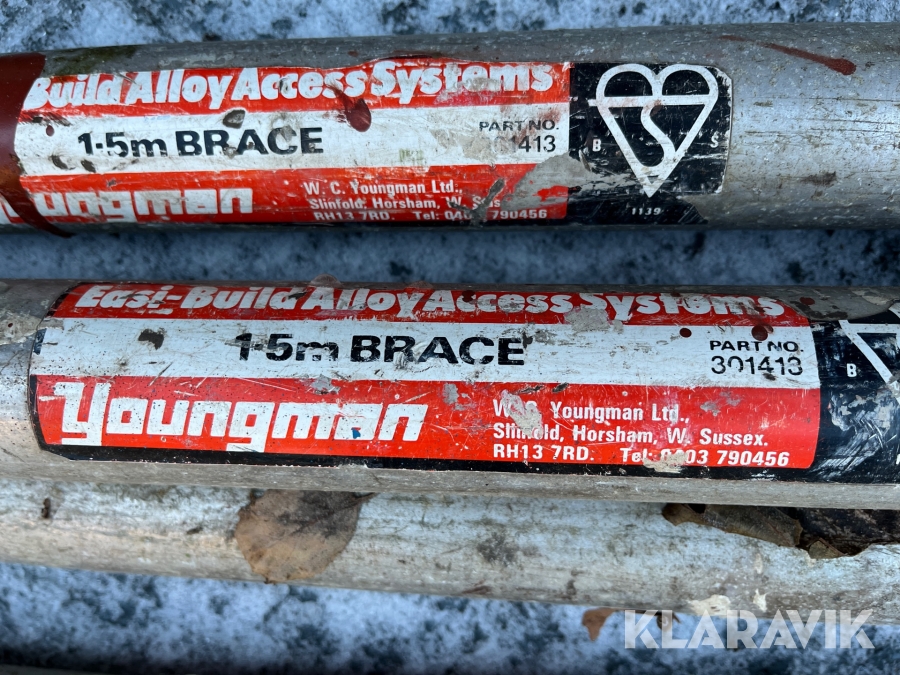 Build Alloy Access Systems
1·5m BRACE
PART NO.
301413
Youngman
W. C. Youngman Ltd.,
Slinfold, Horsham, W.
RH13 7RD. Tel: 790456
B S
1139
Easi-Build Alloy Access Systems
1·5m BRACE
PART NO.
301413
Youngman
W. C. Youngman Ltd.,
Slinfold, Horsham, W. Sussex.
RH13 7RD. Tel: 0403 790456
B
KLARAVIK